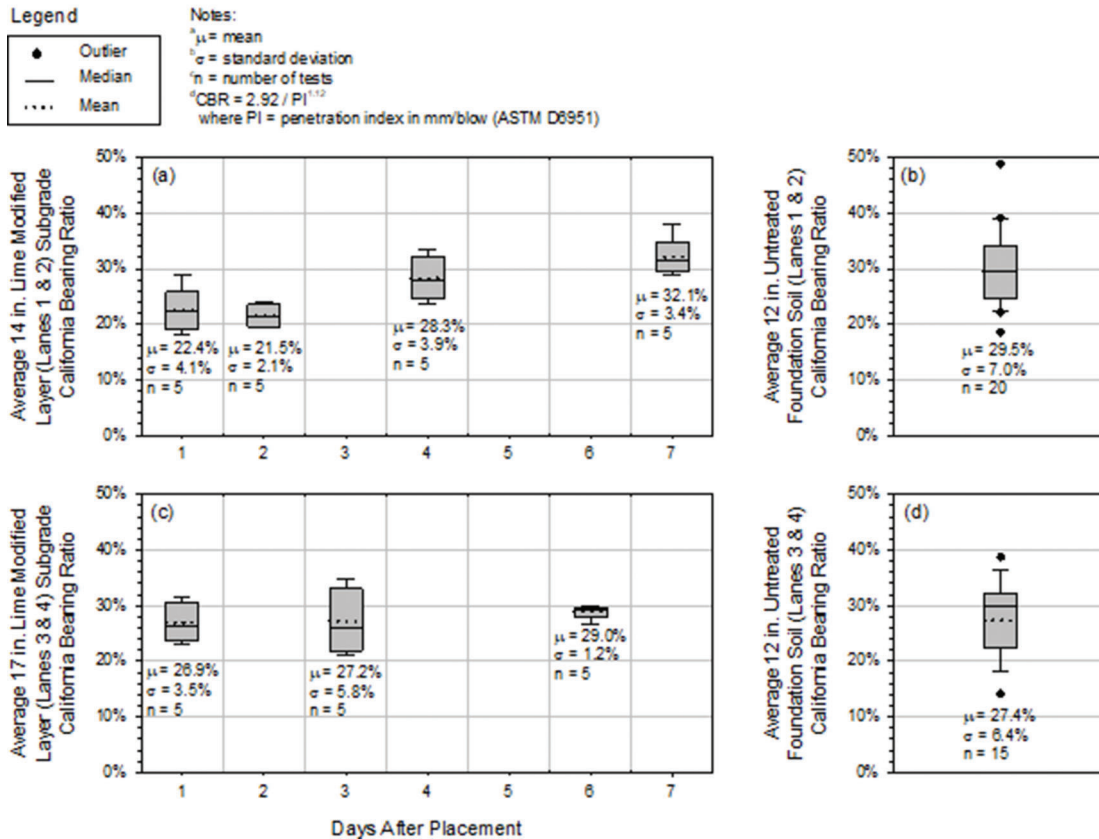 Legend
Outlier
Median
Mean
Notes:
ᵃμ = mean
ᵇσ = standard deviation
ᶜn = number of tests
ᵈCBR = 2.92 / PI¹·¹²
where PI = penetration index in mm/blow (ASTM D6951)
Average 14 in. Lime Modified
Layer (Lanes 1 & 2) Subgrade
California Bearing Ratio
50%
40%
30%
20%
10%
0%
(a)
μ = 22.4%
σ = 4.1%
n = 5
μ = 21.5%
σ = 2.1%
n = 5
μ = 28.3%
σ = 3.9%
n = 5
μ = 32.1%
σ = 3.4%
n = 5
1
2
3
4
5
6
7
Average 12 in. Untreated
Foundation Soil (Lanes 1 & 2)
California Bearing Ratio
50%
40%
30%
20%
10%
0%
(b)
μ = 29.5%
σ = 7.0%
n = 20
Average 17 in. Lime Modified
Layer (Lanes 3 & 4) Subgrade
California Bearing Ratio
50%
40%
30%
20%
10%
0%
(c)
μ = 26.9%
σ = 3.5%
n = 5
μ = 27.2%
σ = 5.8%
n = 5
μ = 29.0%
σ = 1.2%
n = 5
1
2
3
4
5
6
7
Days After Placement
Average 12 in. Untreated
Foundation Soil (Lanes 3 & 4)
California Bearing Ratio
50%
40%
30%
20%
10%
0%
(d)
μ = 27.4%
σ = 6.4%
n = 15